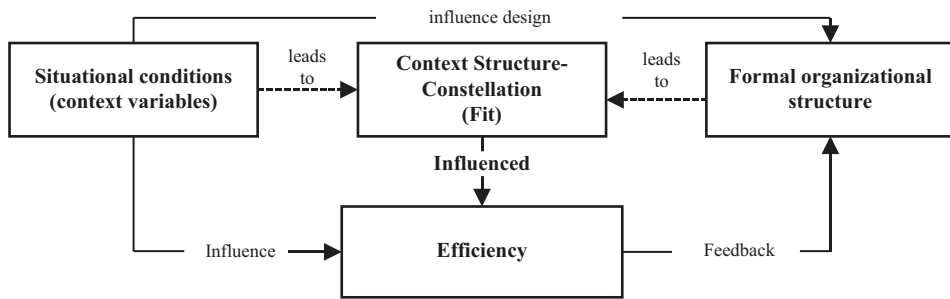 influence design
Situational conditions
(context variables)
leads
to
Context Structure-
Constellation
(Fit)
leads
to
Formal organizational
structure
Influenced
Influence
Efficiency
Feedback